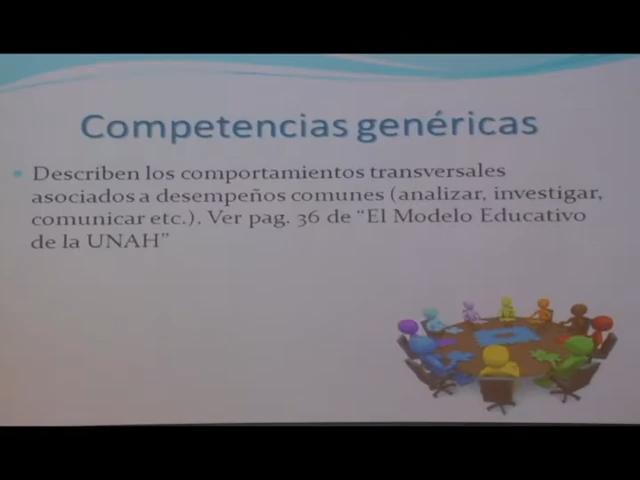 Competencias genéricas
Describen los comportamientos transversales
asociados a desempeños comunes (analizar, investigar,
comunicar etc.). Ver pag. 36 de “El Modelo Educativo
de la UNAH”